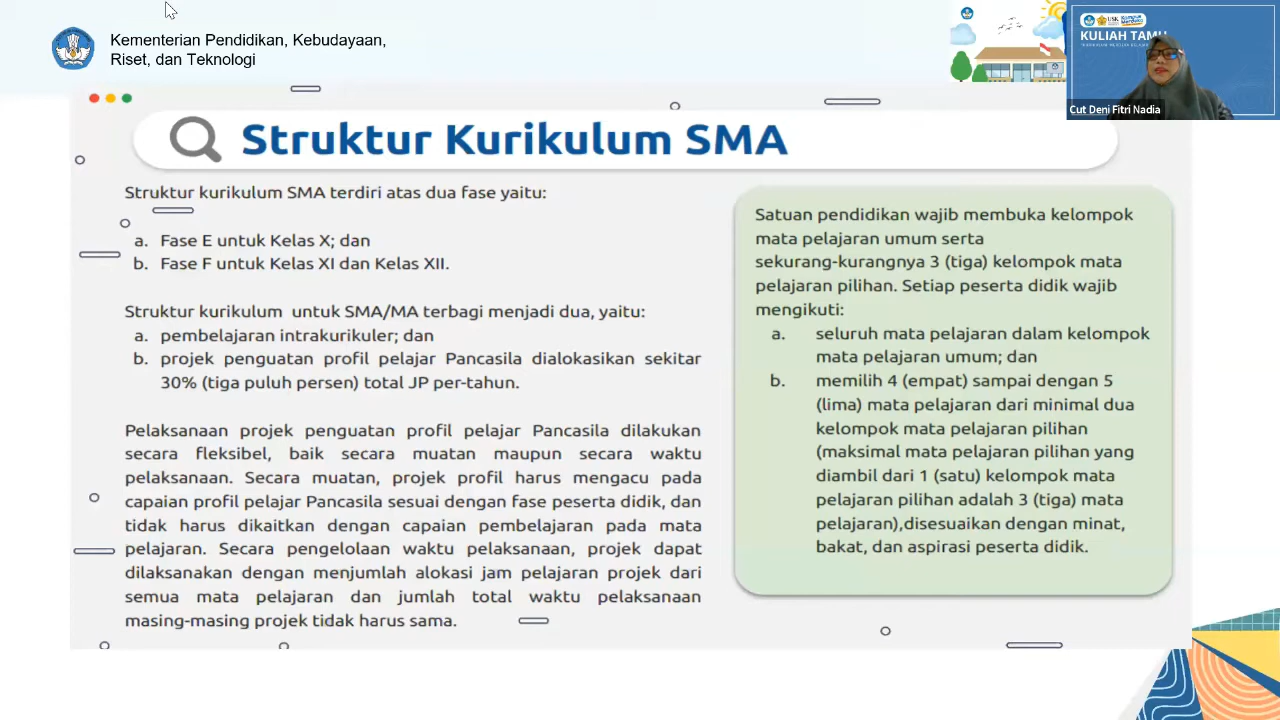 Kementerian Pendidikan, Kebudayaan,
Riset, dan Teknologi
KULIAH TAMU
Cut Deni Fitri Nadia
Struktur Kurikulum SMA
Struktur kurikulum SMA terdiri atas dua fase yaitu:
a. Fase E untuk Kelas X; dan
b. Fase F untuk Kelas XI dan Kelas XII.
Struktur kurikulum untuk SMA/MA terbagi menjadi dua, yaitu:
a. pembelajaran intrakurikuler; dan
b. projek penguatan profil pelajar Pancasila dialokasikan sekitar
30% (tiga puluh persen) total JP per-tahun.
Pelaksanaan projek penguatan profil pelajar Pancasila dilakukan
secara fleksibel, baik secara muatan maupun secara waktu
pelaksanaan. Secara muatan, projek profil harus mengacu pada
capaian profil pelajar Pancasila sesuai dengan fase peserta didik, dan
tidak harus dikaitkan dengan capaian pembelajaran pada mata
pelajaran. Secara pengelolaan waktu pelaksanaan, projek dapat
dilaksanakan dengan menjumlah alokasi jam pelajaran projek dari
semua mata pelajaran dan jumlah total waktu pelaksanaan
masing-masing projek tidak harus sama.
Satuan pendidikan wajib membuka kelompok
mata pelajaran umum serta
sekurang-kurangnya 3 (tiga) kelompok mata
pelajaran pilihan. Setiap peserta didik wajib
mengikuti:
a. seluruh mata pelajaran dalam kelompok
mata pelajaran umum; dan
b. memilih 4 (empat) sampai dengan 5
(lima) mata pelajaran dari minimal dua
kelompok mata pelajaran pilihan
(maksimal mata pelajaran pilihan yang
diambil dari 1 (satu) kelompok mata
pelajaran pilihan adalah 3 (tiga) mata
pelajaran),disesuaikan dengan minat,
bakat, dan aspirasi peserta didik.